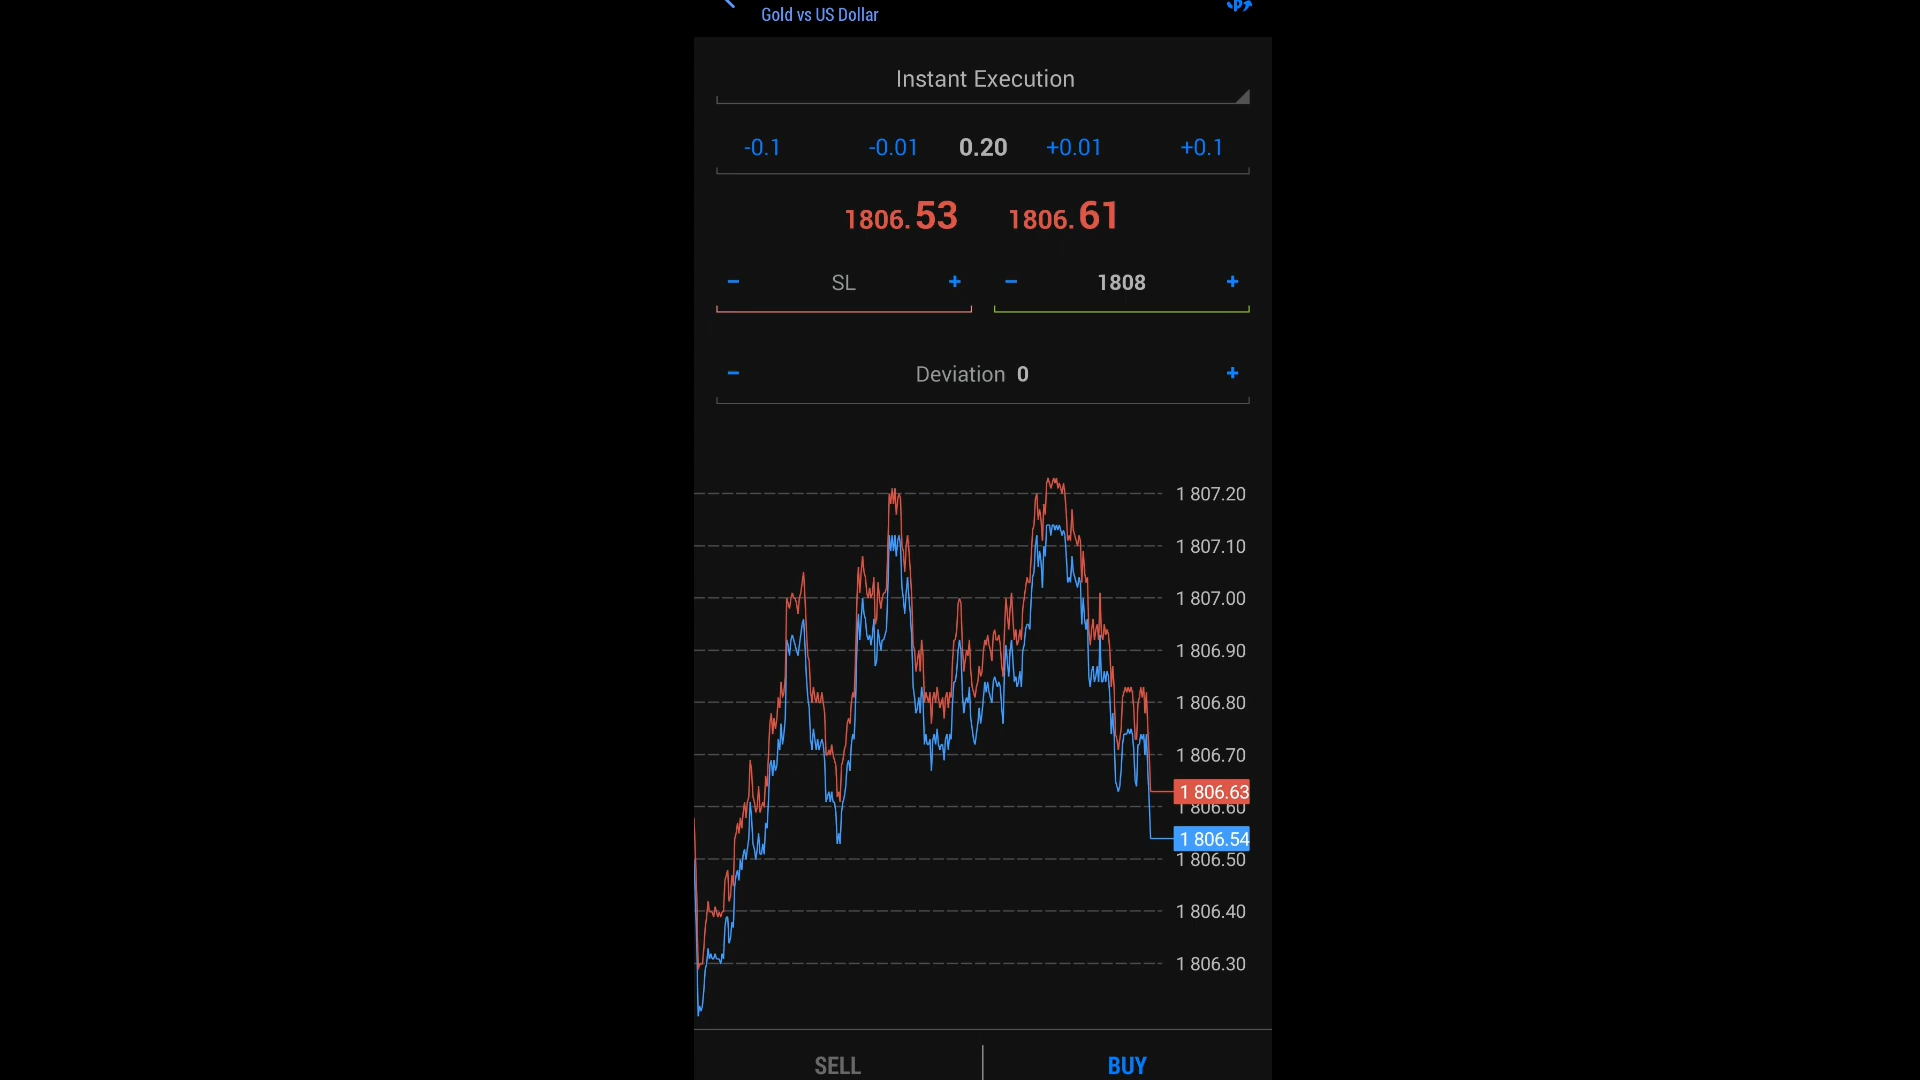 Gold vs US Dollar
Instant Execution
-0.1 -0.01 0.20 +0.01 +0.1
1806.53 1806.61
− SL + − 1808 +
− Deviation 0 +
1 807.20
1 807.10
1 807.00
1 806.90
1 806.80
1 806.70
1 806.63
1 806.60
1 806.54
1 806.50
1 806.40
1 806.30
SELL BUY